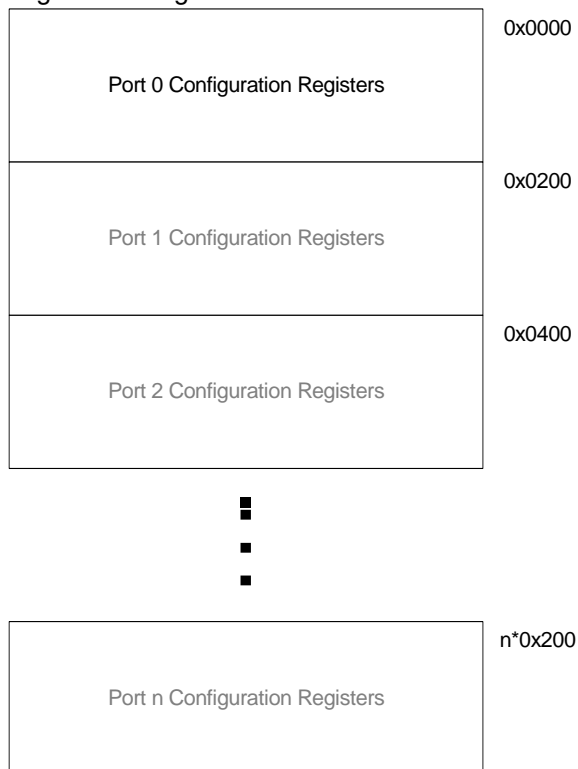 0x0000
Port 0 Configuration Registers
0x0200
Port 1 Configuration Registers
0x0400
Port 2 Configuration Registers
n*0x200
Port n Configuration Registers